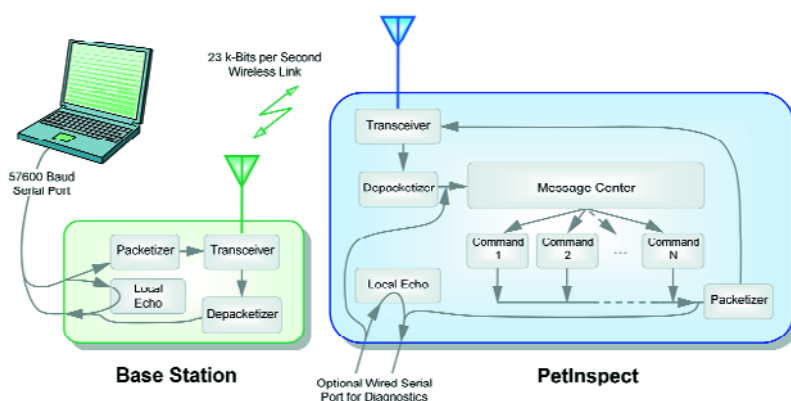 23 k-Bits per Second
Wireless Link
57600 Baud
Serial Port
Packetizer
Transceiver
Local
Echo
Depacketizer
Base Station
Transceiver
Depacketizer
Message Center
Command
1
Command
2
...
Command
N
Local Echo
Packetizer
Optional Wired Serial
Port for Diagnostics
PetInspect